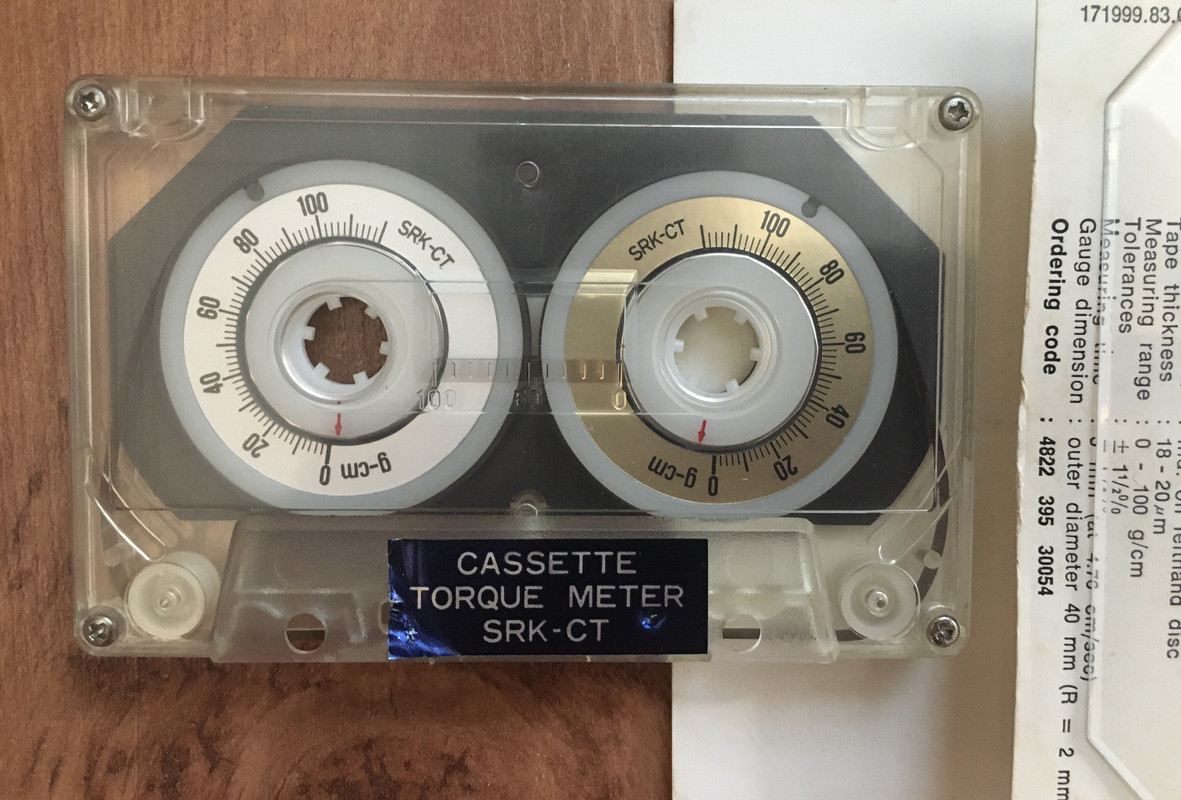 100
80
60
40
20
0
SRK-CT
g-cm
SRK-CT
100
80
60
40
20
0
g-cm
100
0
CASSETTE
TORQUE METER
SRK-CT
171999.83.
Tape thickness : 18-20μm
Measuring range : 0 - 100 g/cm
Tolerances : ± 1½%
Gauge dimension : outer diameter 40 mm (R = 2 mm
Ordering code : 4822 395 30054